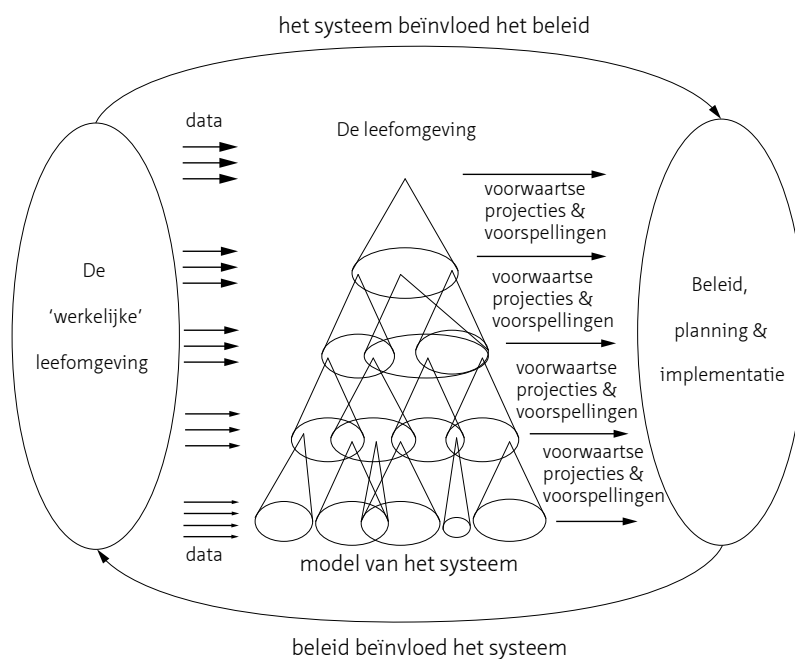 het systeem beïnvloed het beleid
data
De leefomgeving
voorwaartse
projecties &
voorspellingen
voorwaartse
projecties &
voorspellingen
De
‘werkelijke’
leefomgeving
Beleid,
planning &
implementatie
voorwaartse
projecties &
voorspellingen
voorwaartse
projecties &
voorspellingen
data
model van het systeem
beleid beïnvloed het systeem